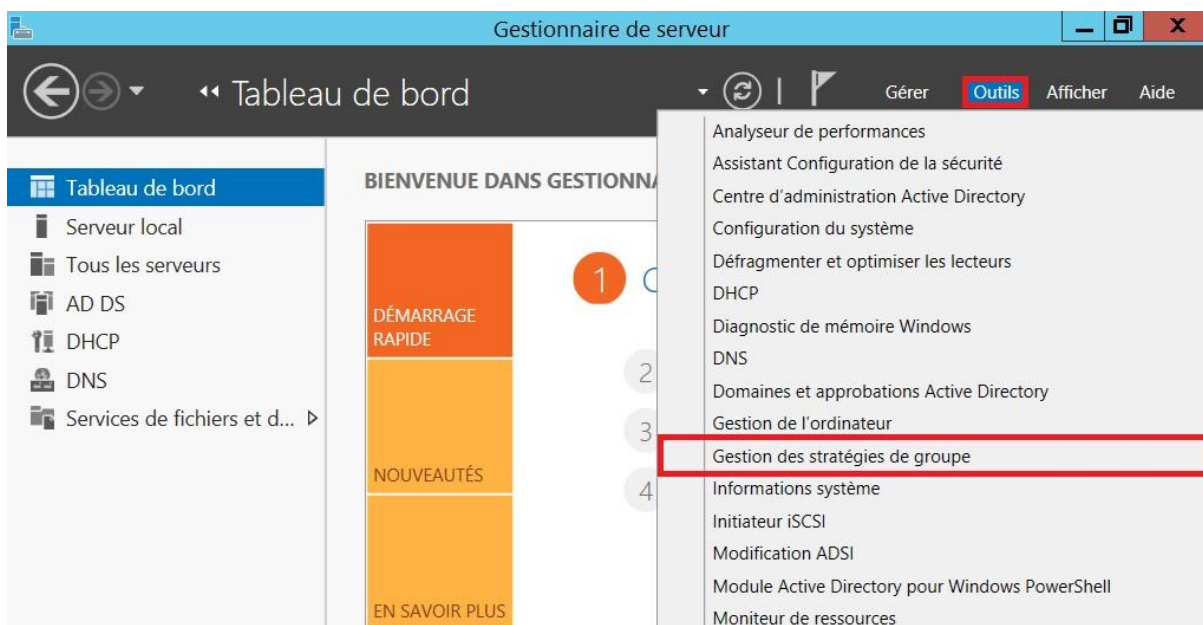 Gestionnaire de serveur
Tableau de bord
Gérer Outils Afficher Aide
Tableau de bord
Serveur local
Tous les serveurs
AD DS
DHCP
DNS
Services de fichiers et d...
BIENVENUE DANS GESTIONNA
DÉMARRAGE
RAPIDE
NOUVEAUTÉS
EN SAVOIR PLUS
1
2
3
4
Analyseur de performances
Assistant Configuration de la sécurité
Centre d'administration Active Directory
Configuration du système
Défragmenter et optimiser les lecteurs
DHCP
Diagnostic de mémoire Windows
DNS
Domaines et approbations Active Directory
Gestion de l'ordinateur
Gestion des stratégies de groupe
Informations système
Initiateur iSCSI
Modification ADSI
Module Active Directory pour Windows PowerShell
Moniteur de ressources